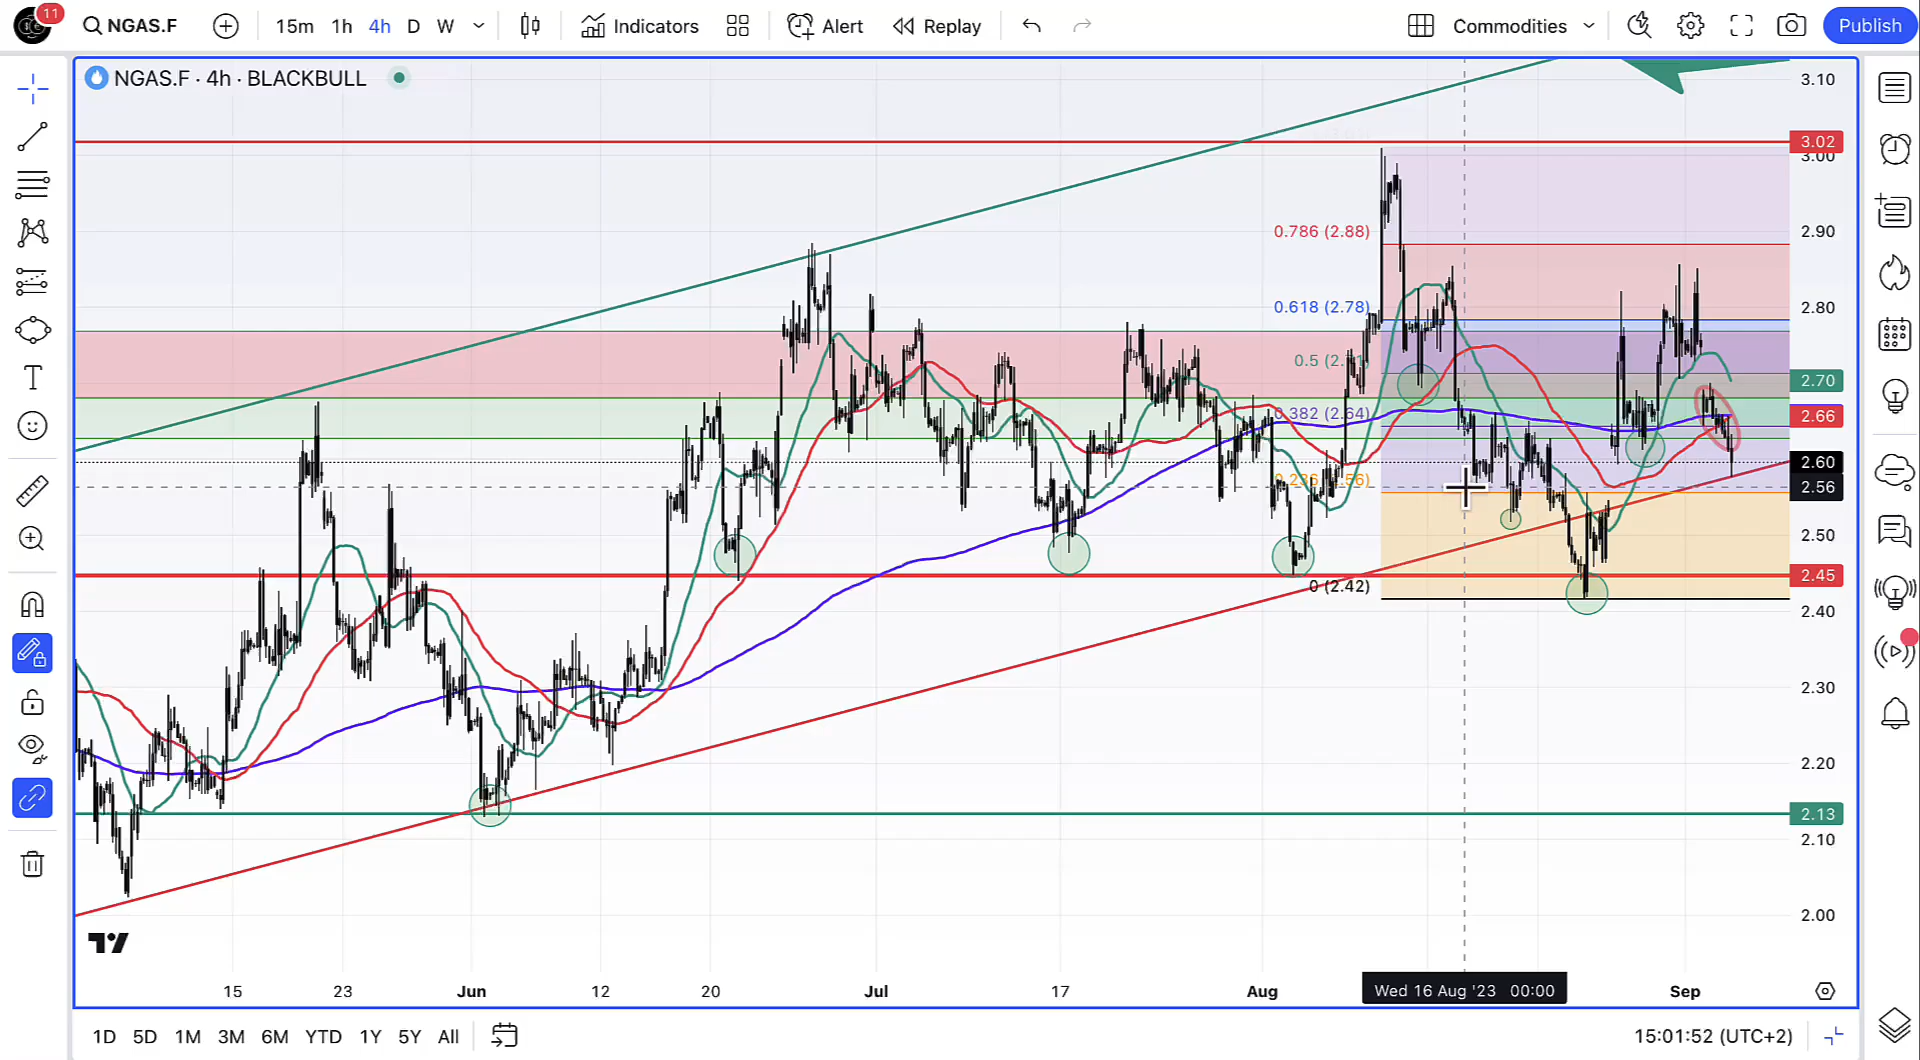 11
NGAS.F
15m 1h 4h D W
Indicators
Alert
Replay
Commodities
Publish
NGAS.F · 4h · BLACKBULL
3.10
3.02
3.00
0.786 (2.88)
2.90
0.618 (2.78)
2.80
0.5
2.70
0.382 (2.64)
2.66
2.60
2.56
2.50
2.45
0 (2.42)
2.40
2.30
2.20
2.13
2.10
2.00
15 23 Jun 12 20 Jul 17 Aug Wed 16 Aug '23 00:00 Sep
1D 5D 1M 3M 6M YTD 1Y 5Y All
15:01:52 (UTC+2)